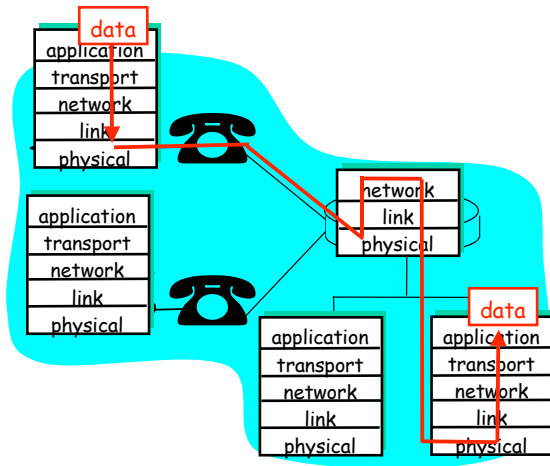 data
application
transport
network
link
physical
network
link
physical
application
transport
network
link
physical
data
application
transport
network
link
physical
application
transport
network
link
physical